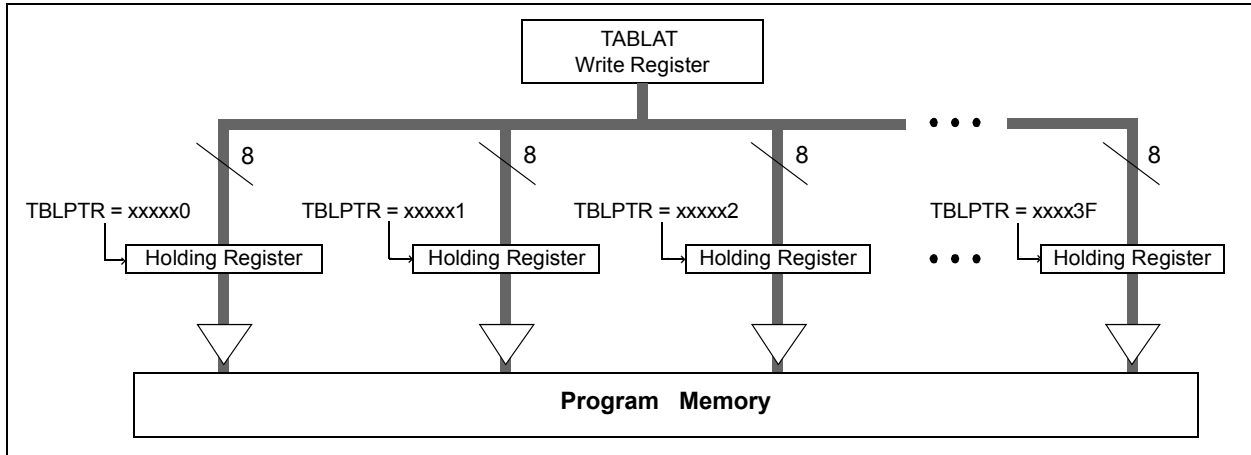 TABLAT
Write Register
8
8
8
8
TBLPTR = xxxxx0
TBLPTR = xxxxx1
TBLPTR = xxxxx2
TBLPTR = xxxx3F
Holding Register
Holding Register
Holding Register
Holding Register
Program Memory